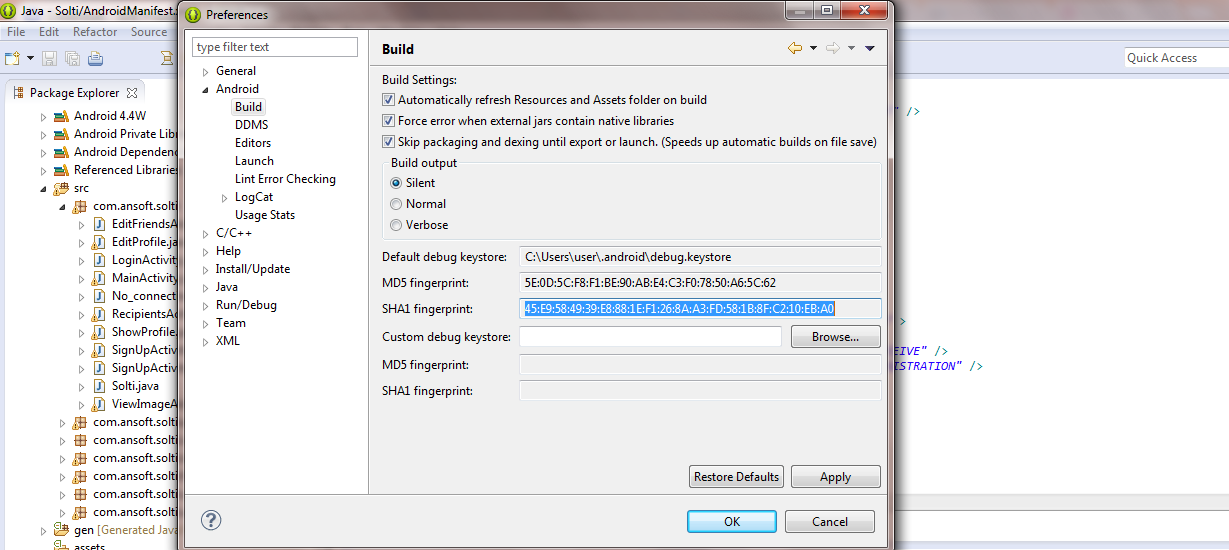 Java - Solti/AndroidManifest.
Preferences
File Edit Refactor Source
type filter text
Build
Quick Access
Package Explorer
General
Android
Build
DDMS
Editors
Launch
Lint Error Checking
LogCat
Usage Stats
C/C++
Help
Install/Update
Java
Run/Debug
Team
XML
Build Settings:
Automatically refresh Resources and Assets folder on build
Force error when external jars contain native libraries
Skip packaging and dexing until export or launch. (Speeds up automatic builds on file save)
Build output
Silent
Normal
Verbose
Default debug keystore: C:\Users\user\.android\debug.keystore
MD5 fingerprint: 5E:0D:5C:F8:F1:BE:90:AB:E4:C3:F0:78:50:A6:5C:62
SHA1 fingerprint: 45:E9:58:49:39:E8:88:1E:F1:26:8A:A3:FD:58:1B:8F:C2:10:EB:A0
Custom debug keystore: Browse...
MD5 fingerprint:
SHA1 fingerprint:
Restore Defaults Apply
OK Cancel
Android 4.4W
Android Private Lib
Android Dependenc
Referenced Libraries
src
com.ansoft.solti
EditFriendsA
EditProfile.ja
LoginActivity
MainActivity
No_connect
RecipientsAc
ShowProfile.
SignUpActiv
SignUpActiv
Solti.java
ViewImageA
com.ansoft.solti
com.ansoft.solti
com.ansoft.solti
com.ansoft.solti
com.ansoft.solti
com.ansoft.solti
gen [Generated Java
assets
" />
>
EIVE" />
ISTRATION" />